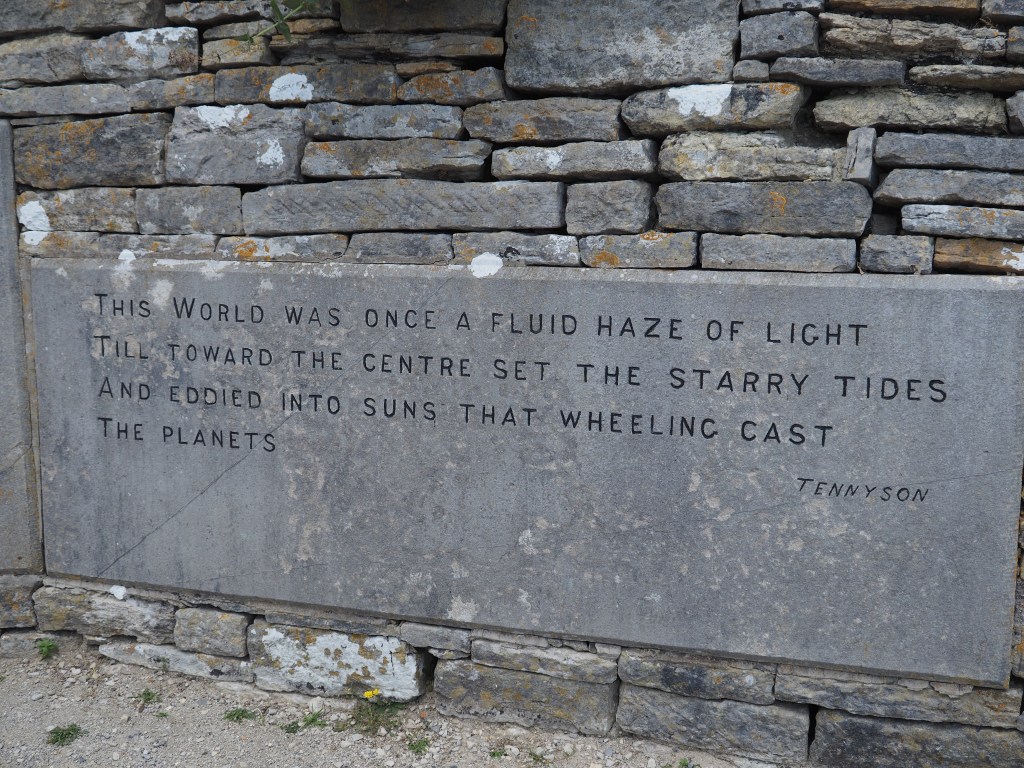 This World was once a fluid haze of light
Till toward the centre set the starry tides
And eddied into suns that wheeling cast
The planets
Tennyson